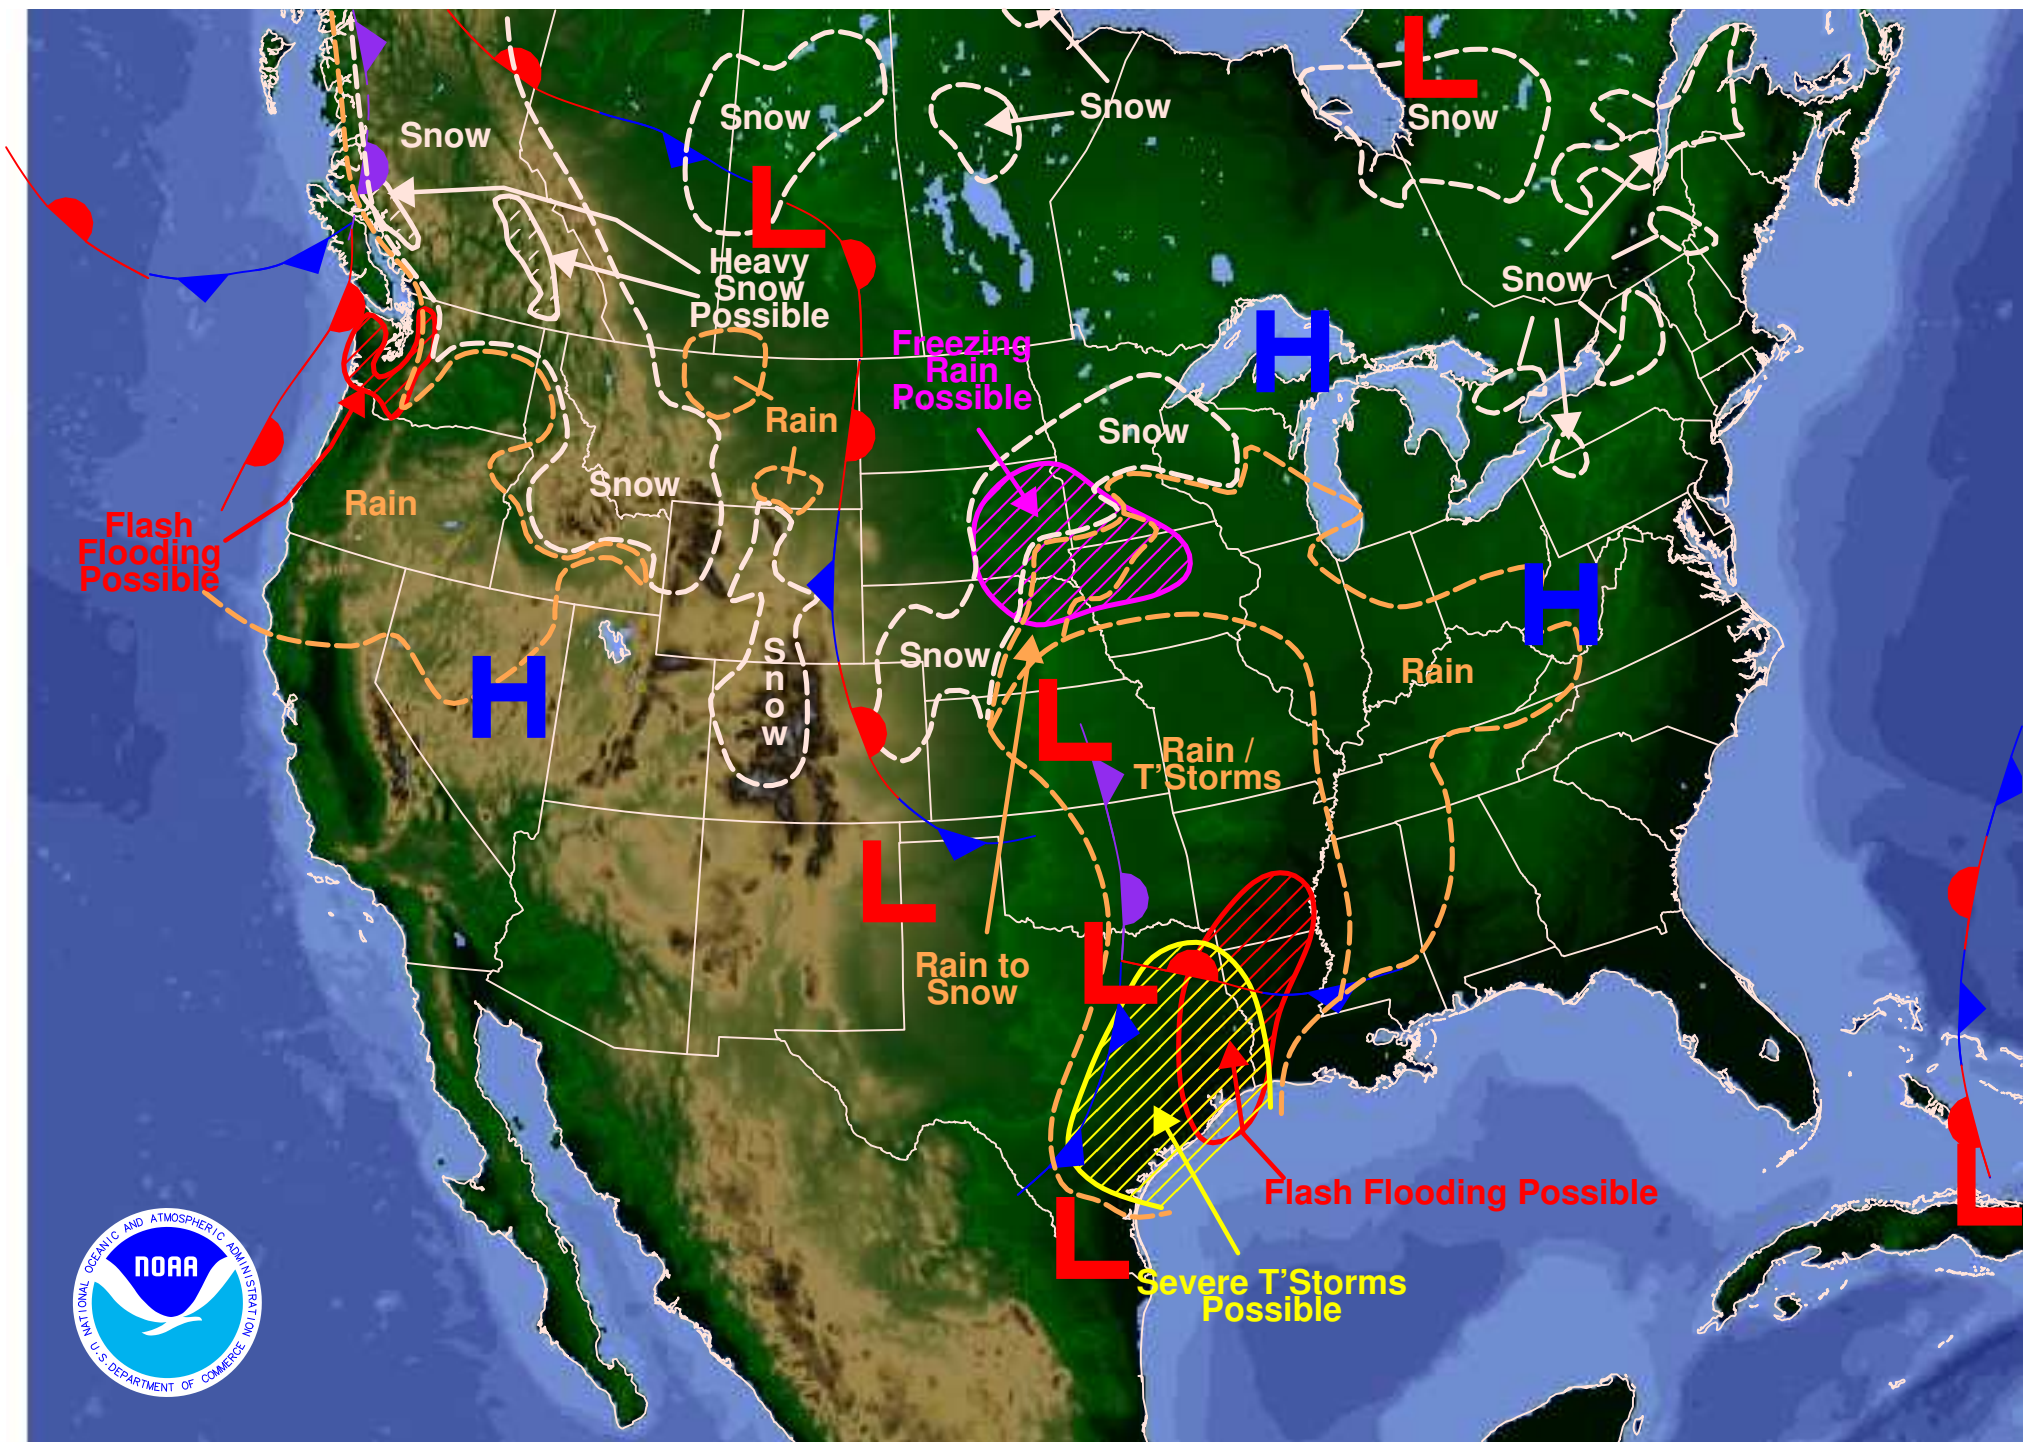 L
Snow
Snow
Snow
Snow
L
Snow
Heavy
Snow
Possible
H
Freezing
Rain
Possible
Rain
Snow
Snow
Rain
Flash
Flooding
Possible
H
Snow
S
n
o
w
Rain
H
L
Rain /
T'Storms
L
Rain to
Snow
L
Flash Flooding Possible
L
L
Severe T'Storms
Possible
NATIONAL OCEANIC AND ATMOSPHERIC ADMINISTRATION
NOAA
U.S. DEPARTMENT OF COMMERCE